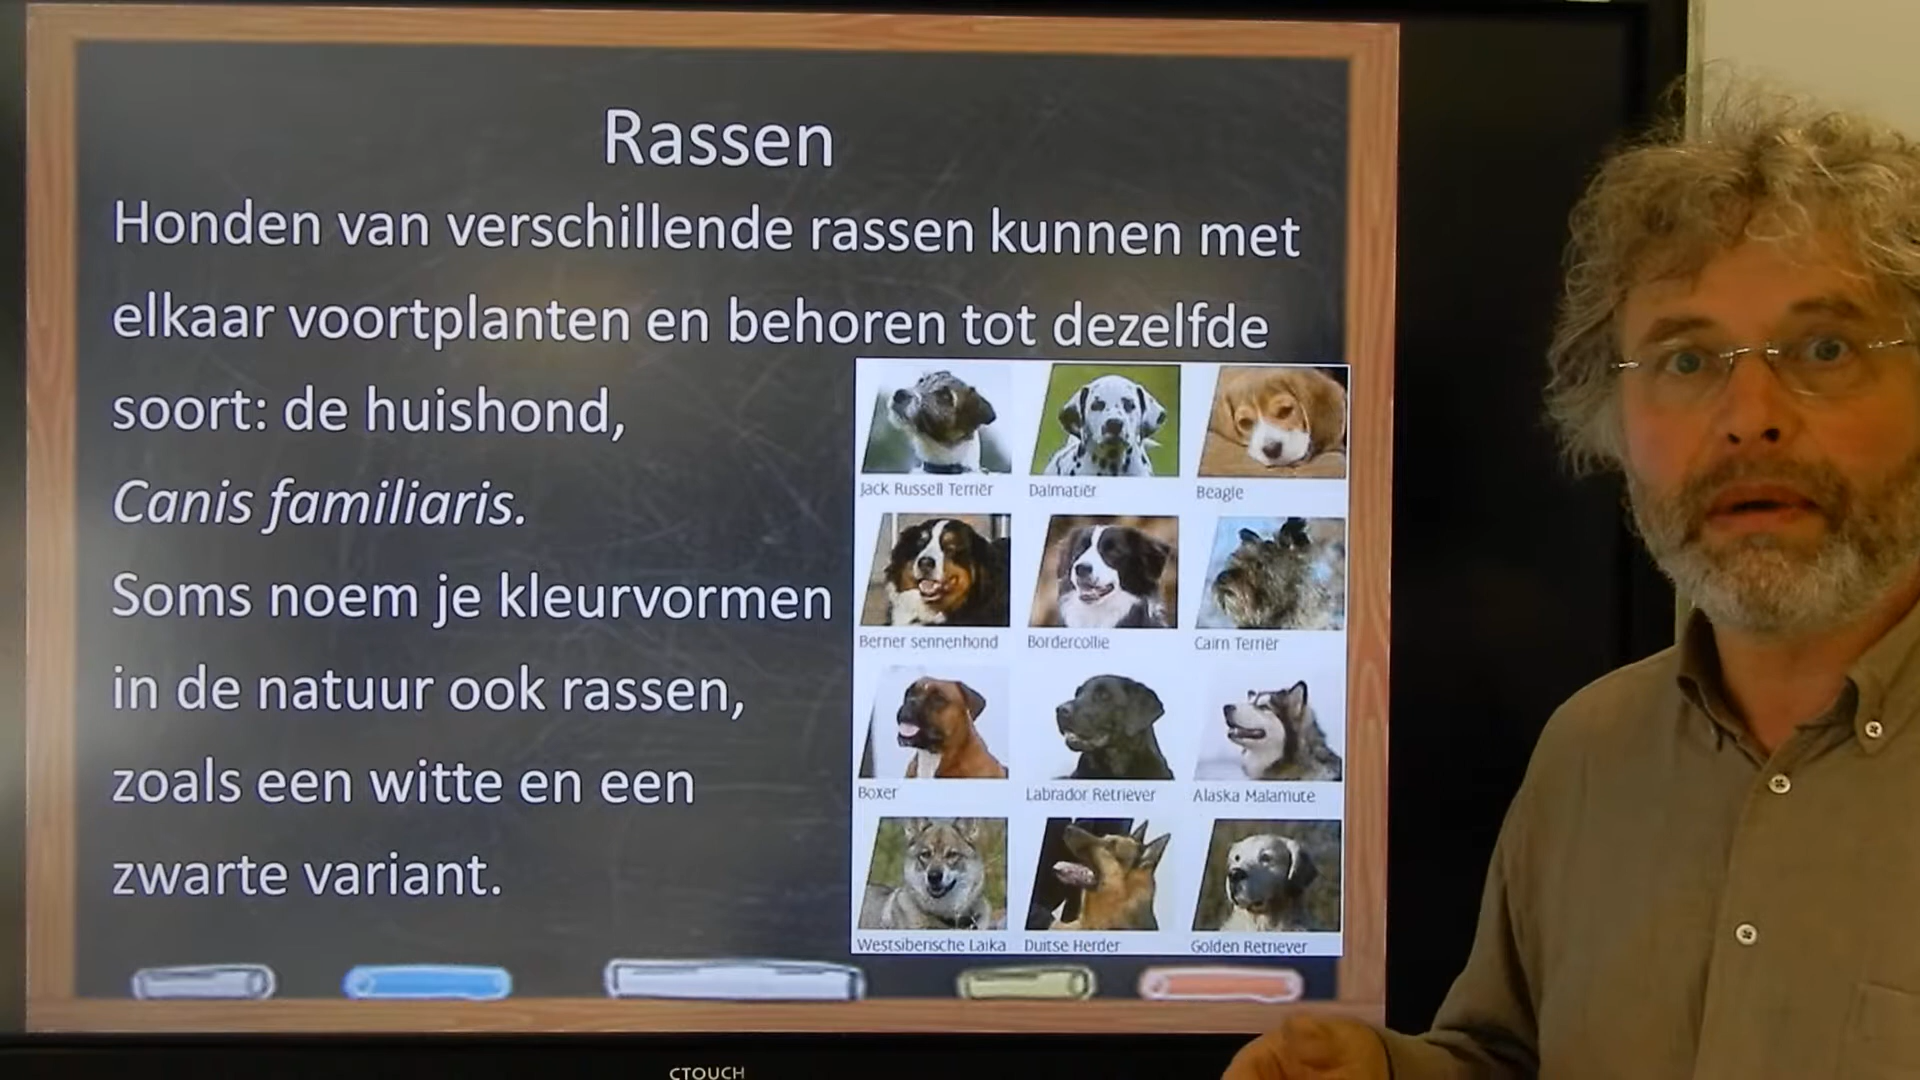 Rassen
Honden van verschillende rassen kunnen met
elkaar voortplanten en behoren tot dezelfde
soort: de huishond,
Canis familiaris.
Soms noem je kleurvormen
in de natuur ook rassen,
zoals een witte en een
zwarte variant.
Jack Russell Terriër Dalmatiër Beagle
Berner sennenhond Bordercollie Cairn Terriër
Boxer Labrador Retriever Alaska Malamute
Westsiberische Laika Duitse Herder Golden Retriever
CTOUCH